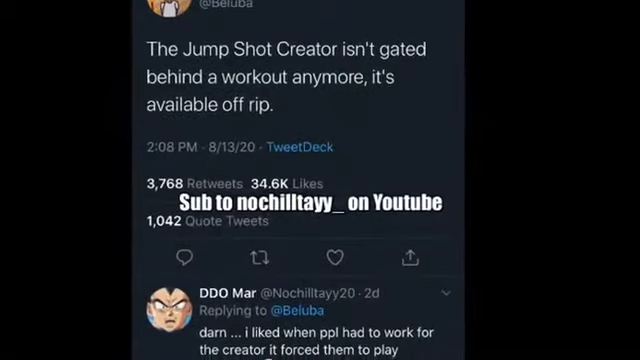 @Beluba
The Jump Shot Creator isn't gated
behind a workout anymore, it's
available off rip.
2:08 PM · 8/13/20 · TweetDeck
3,768 Retweets 34.6K Likes
Sub to nochilltayy_ on Youtube
1,042 Quote Tweets
DDO Mar @Nochilltayy20 · 2d
Replying to @Beluba
darn ... i liked when ppl had to work for
the creator it forced them to play